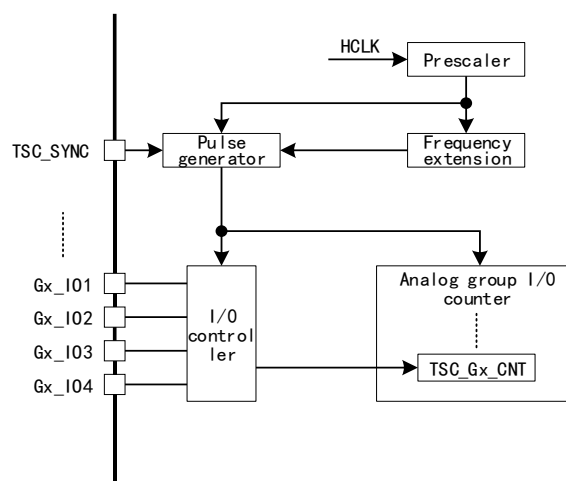 HCLK
Prescaler
TSC_SYNC
Pulse
generator
Frequency
extension
Gx_IO1
Gx_IO2
Gx_IO3
Gx_IO4
I/O
control
ler
Analog group I/O
counter
TSC_Gx_CNT